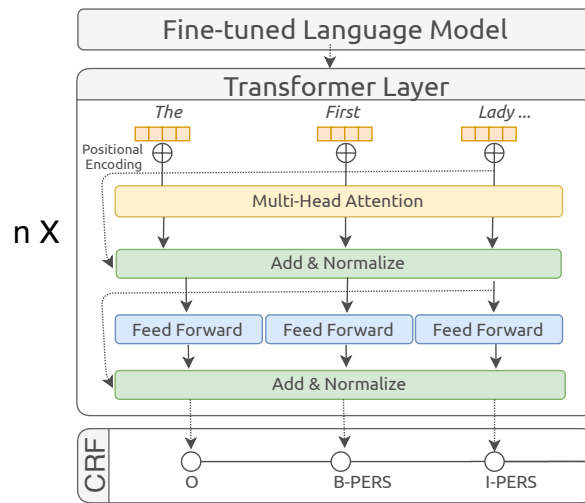 Fine-tuned Language Model
Transformer Layer
The First Lady ...
Positional
Encoding
Multi-Head Attention
n X
Add & Normalize
Feed Forward Feed Forward Feed Forward
Add & Normalize
CRF
O B-PERS I-PERS